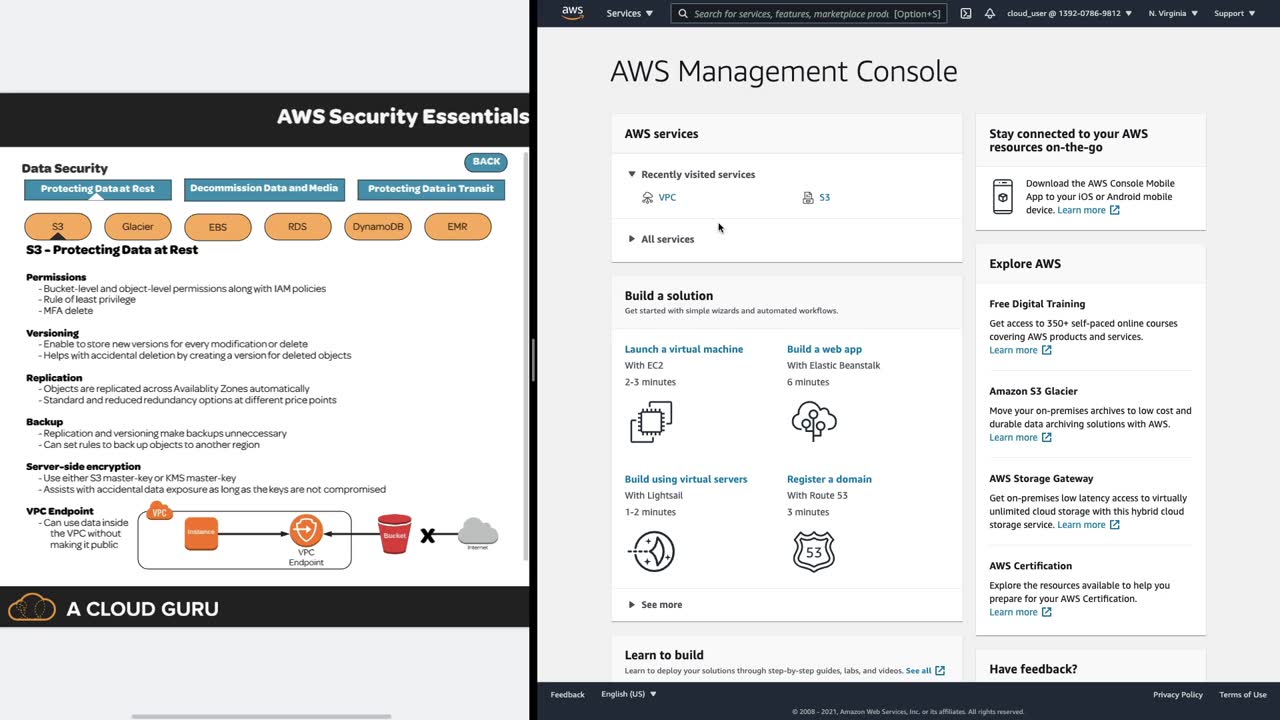 AWS Security Essentials
Data Security
BACK
Protecting Data at Rest
Decommission Data and Media
Protecting Data in Transit
S3
Glacier
EBS
RDS
DynamoDB
EMR
S3 - Protecting Data at Rest
Permissions
- Bucket-level and object-level permissions along with IAM policies
- Rule of least privilege
- MFA delete
Versioning
- Enable to store new versions for every modification or delete
- Helps with accidental deletion by creating a version for deleted objects
Replication
- Objects are replicated across Availablity Zones automatically
- Standard and reduced redundancy options at different price points
Backup
- Replication and versioning make backups unneccessary
- Can set rules to back up objects to another region
Server-side encryption
- Use either S3 master-key or KMS master-key
- Assists with accidental data exposure as long as the keys are not compromised
VPC Endpoint
- Can use data inside
the VPC without
making it public
VPC
Instance
VPC
Endpoint
Bucket
X
Internet
A CLOUD GURU
aws
Services
Search for services, features, marketplace produ [Option+S]
cloud_user @ 1392-0786-9812
N. Virginia
Support
AWS Management Console
AWS services
Recently visited services
VPC
S3
All services
Build a solution
Get started with simple wizards and automated workflows.
Launch a virtual machine
With EC2
2-3 minutes
Build a web app
With Elastic Beanstalk
6 minutes
Build using virtual servers
With Lightsail
1-2 minutes
Register a domain
With Route 53
3 minutes
53
See more
Learn to build
Learn to deploy your solutions through step-by-step guides, labs, and videos. See all
Stay connected to your AWS
resources on-the-go
Download the AWS Console Mobile
App to your iOS or Android mobile
device. Learn more
Explore AWS
Free Digital Training
Get access to 350+ self-paced online courses
covering AWS products and services.
Learn more
Amazon S3 Glacier
Move your on-premises archives to low cost and
durable data archiving solutions with AWS.
Learn more
AWS Storage Gateway
Get on-premises low latency access to virtually
unlimited cloud storage with this hybrid cloud
storage service. Learn more
AWS Certification
Explore the resources available to help you
prepare for your AWS Certification.
Learn more
Have feedback?
Feedback
English (US)
Privacy Policy
Terms of Use
© 2008 - 2021, Amazon Web Services, Inc. or its affiliates. All rights reserved.